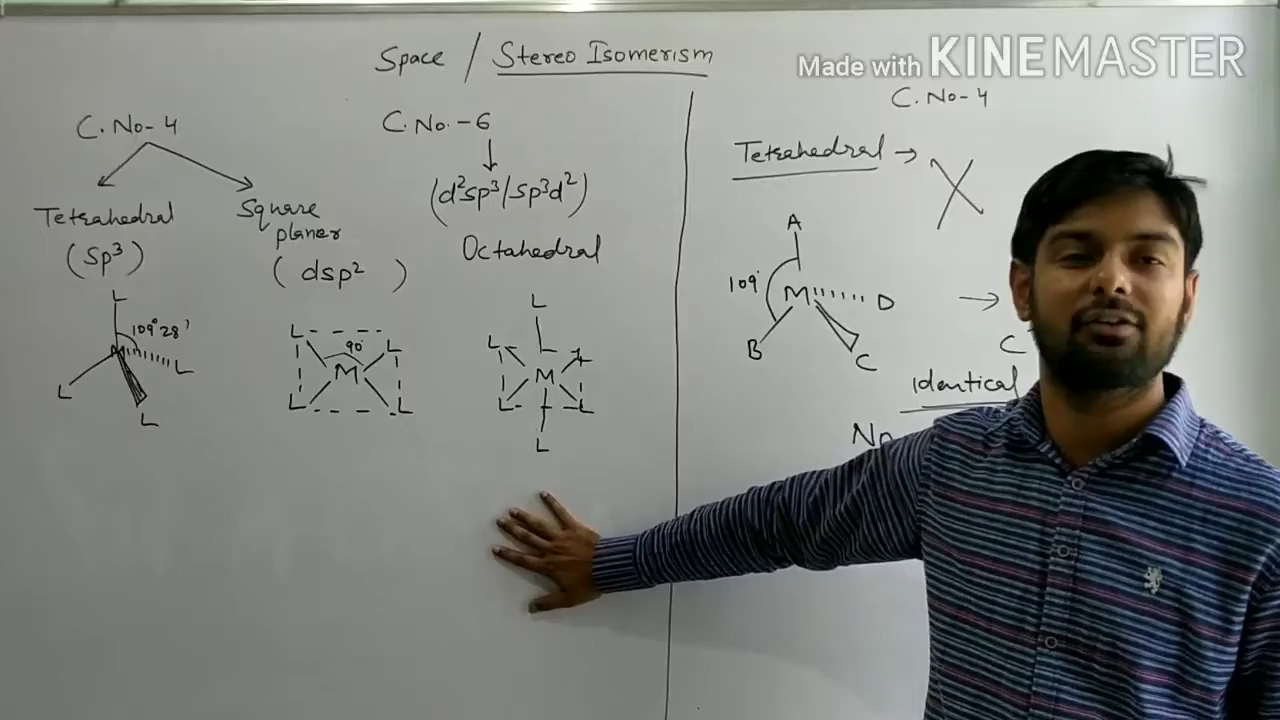 Space / Stereo Isomerism
Made with KINEMASTER
C. No-4
Tetrahedral
(Sp³)
L
109°28'
L
L
L
Square
planer
(dsp²)
L
90°
L
M
L
L
C. No. -6
(d²sp³/sp³d²)
Octahedral
L
L
L
M
L
L
L
C. No-4
Tetrahedral → X
A
109°
M
D
B
C
C
Identical
No